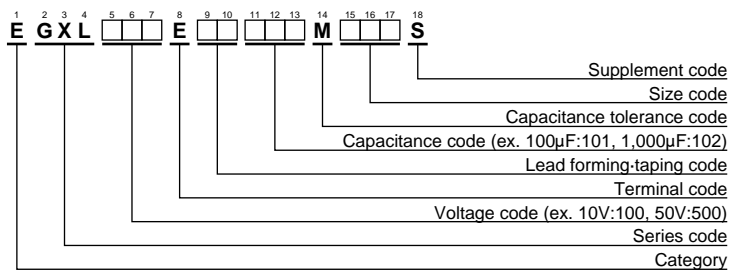 1 2 3 4 5 6 7 8 9 10 11 12 13 14 15 16 17 18
E GXL E M S
Supplement code
Size code
Capacitance tolerance code
Capacitance code (ex. 100μF:101, 1,000μF:102)
Lead forming·taping code
Terminal code
Voltage code (ex. 10V:100, 50V:500)
Series code
Category